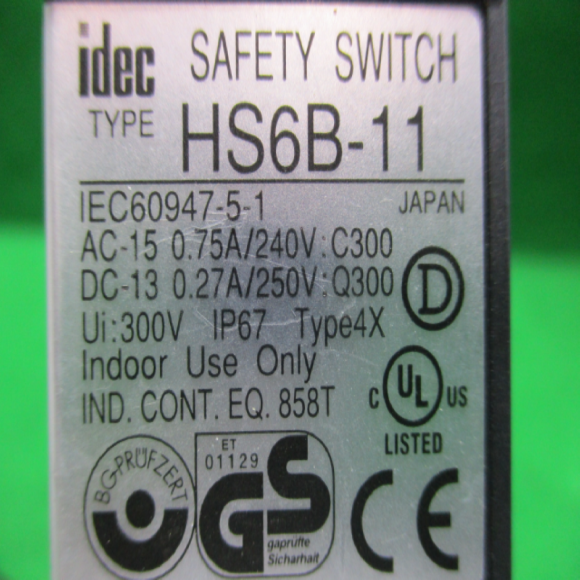 idec SAFETY SWITCH
TYPE HS6B-11
IEC60947-5-1 JAPAN
AC-15 0.75A/240V:C300
DC-13 0.27A/250V:Q300
D
Ui:300V IP67 Type4X
Indoor Use Only
IND. CONT. EQ. 858T
C UL US
LISTED
BG-PRÜFZERT
ET
01129
GS
geprüfte
Sicherheit
CE